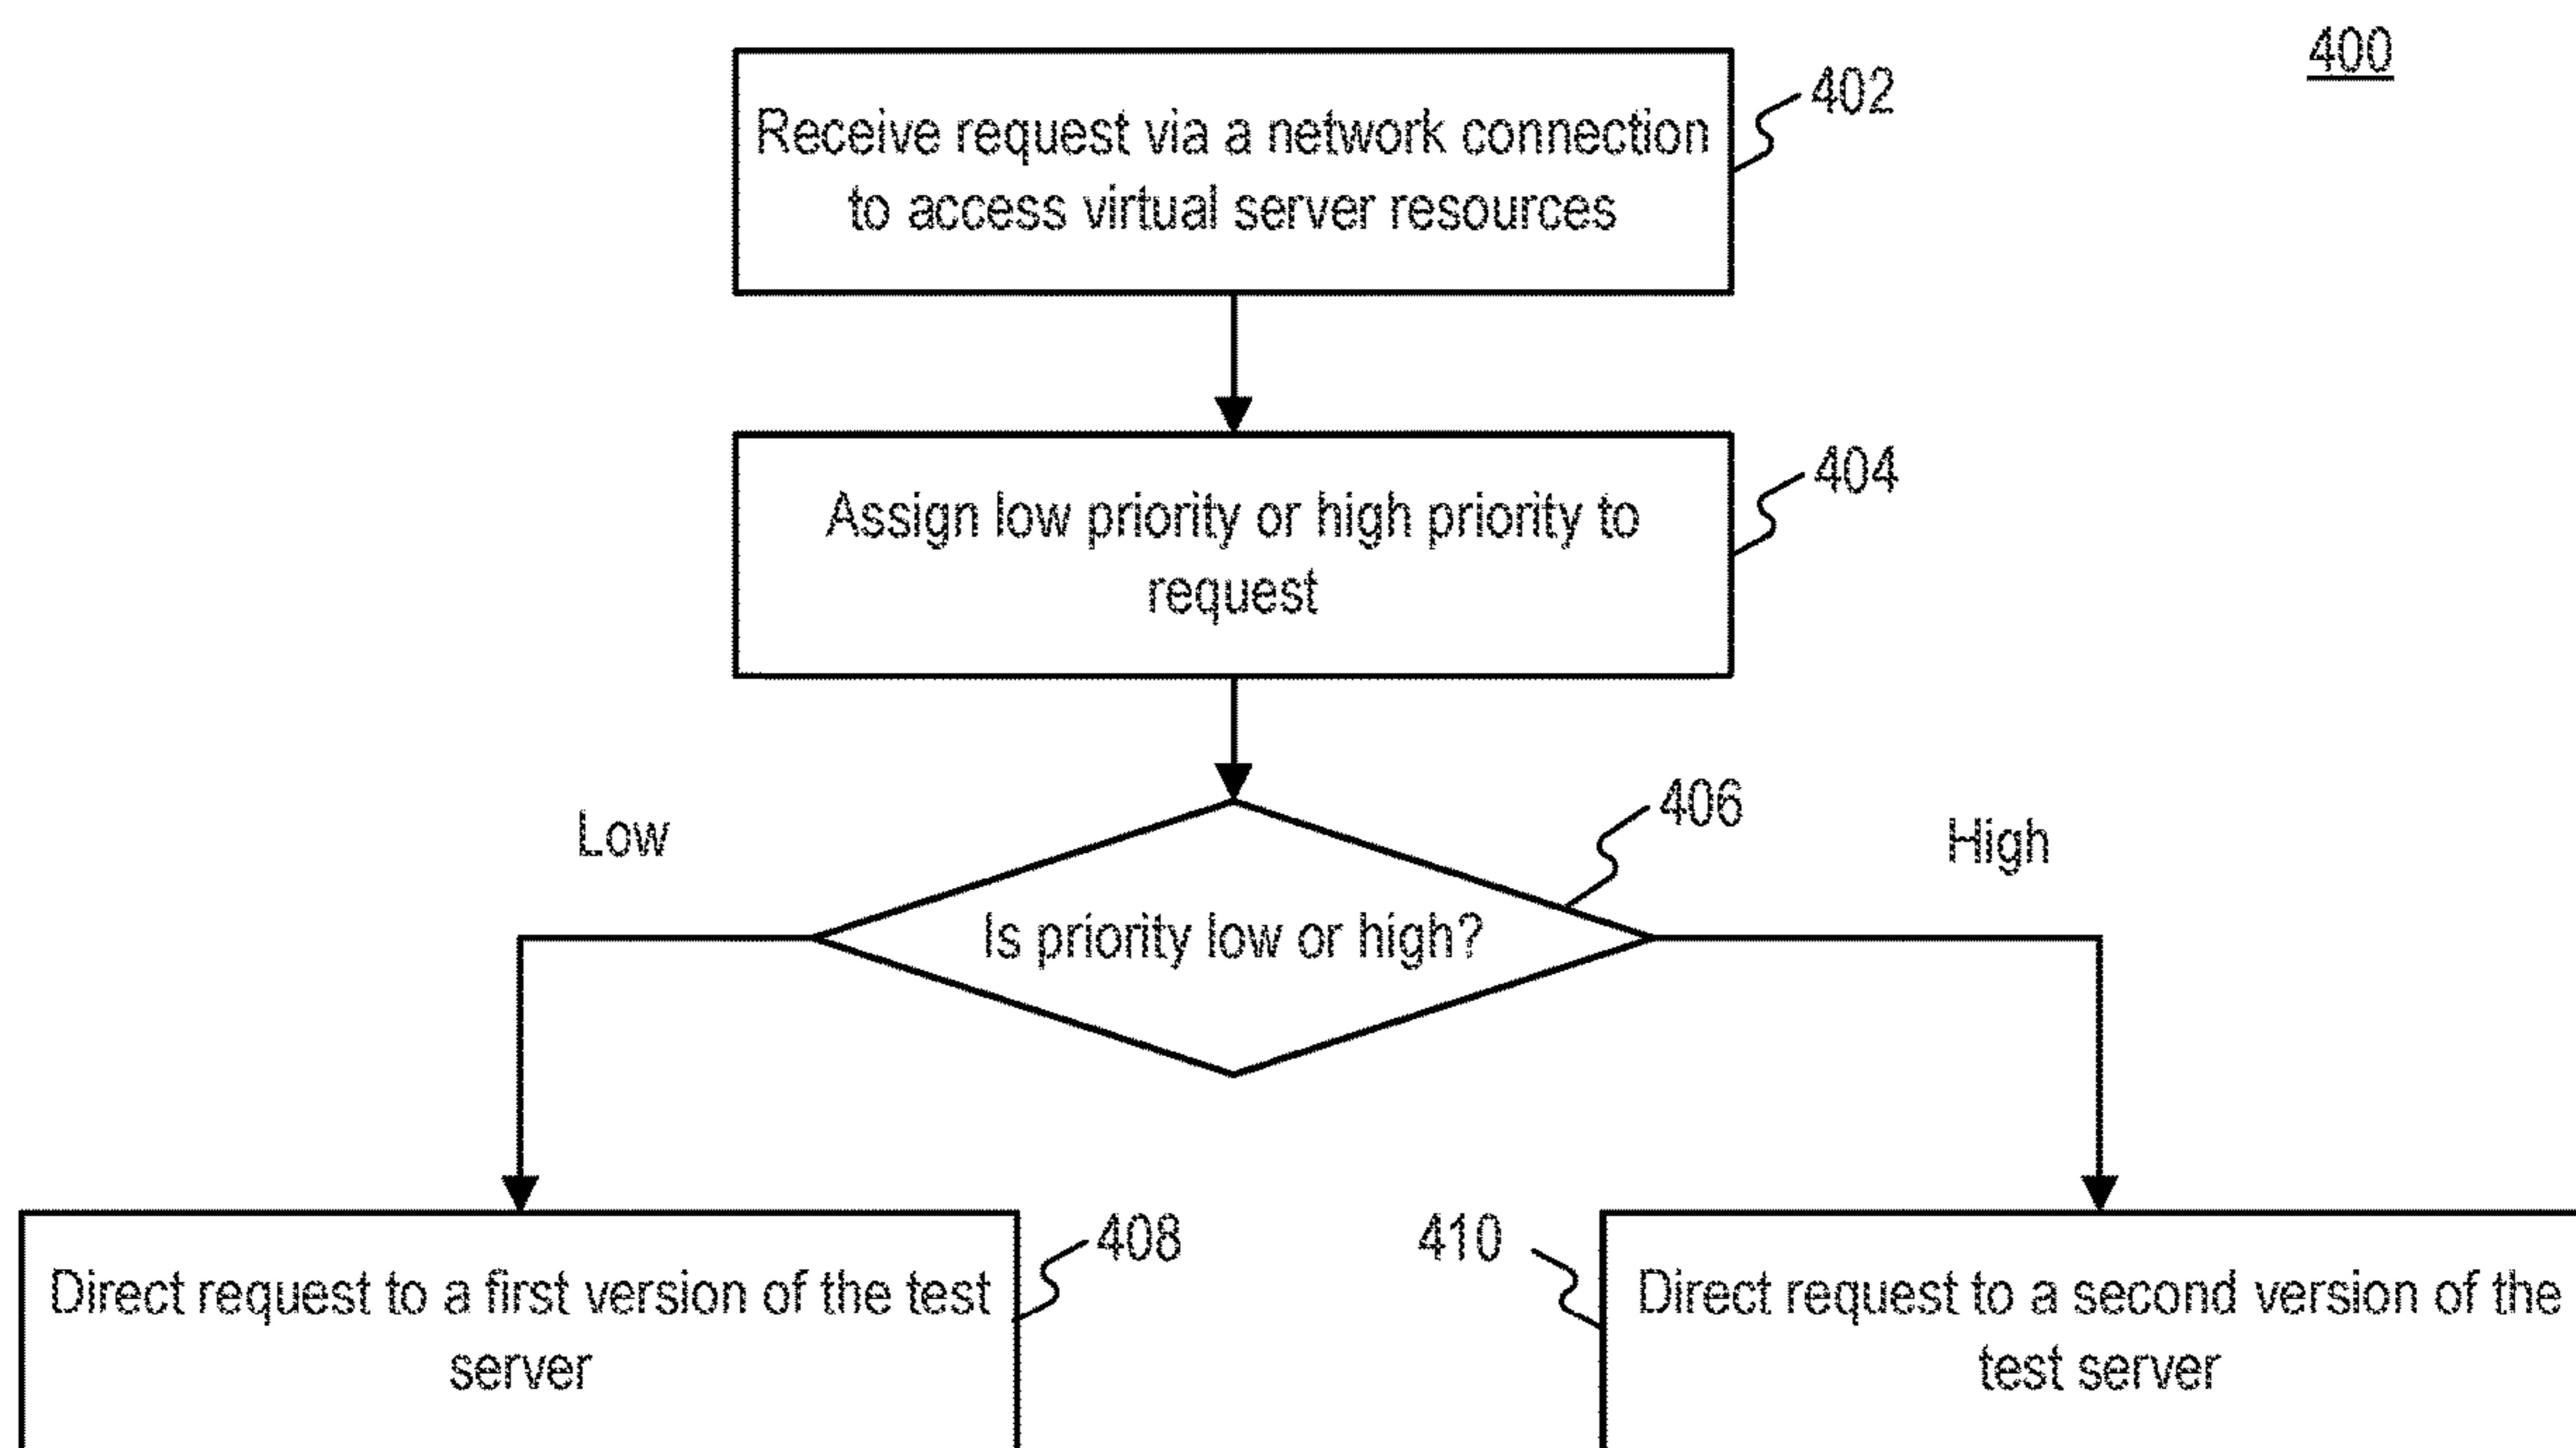 400
Receive request via a network connection
to access virtual server resources
402
Assign low priority or high priority to
request
404
Is priority low or high?
406
Low
High
Direct request to a first version of the test
server
408
410
Direct request to a second version of the
test server